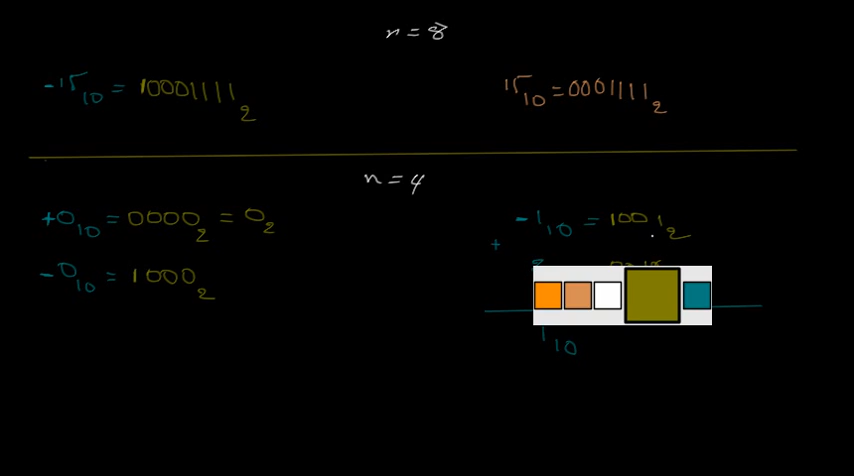 n = 8
-15₁₀ = 10001111₂
15₁₀ = 0001111₂
n = 4
+0₁₀ = 0000₂ = 0₂
-0₁₀ = 1000₂
-1₁₀ = 1001₂
+
1₁₀